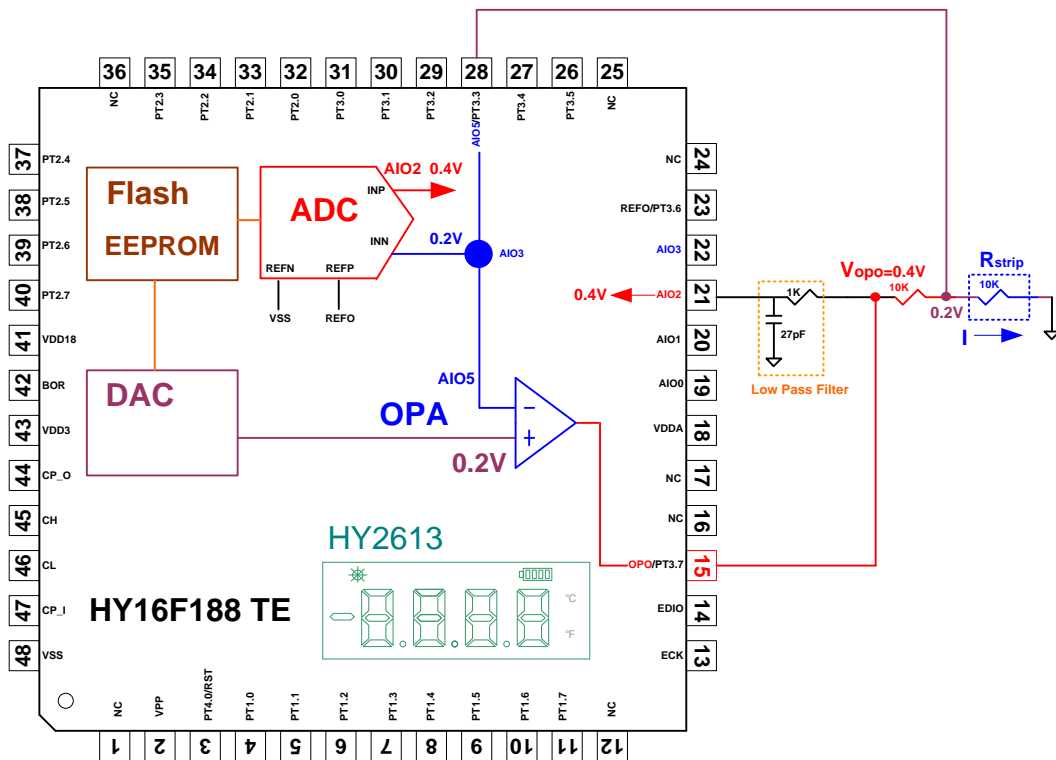 36
35
34
33
32
31
30
29
28
27
26
25
NC
PT2.3
PT2.2
PT2.1
PT2.0
PT3.0
PT3.1
PT3.2
AIO5/PT3.3
PT3.4
PT3.5
NC
37
PT2.4
38
PT2.5
39
PT2.6
40
PT2.7
41
VDD18
42
BOR
43
VDD3
44
CP_O
45
CH
46
CL
47
CP_I
48
VSS
Flash
EEPROM
ADC
INP
INN
REFN
REFP
VSS
REFO
AIO2 0.4V
0.2V
AIO3
DAC
AIO5
OPA
−
+
0.2V
HY2613
°C
°F
HY16F188 TE
NC
24
REFO/PT3.6
23
AIO3
22
0.4V
AIO2
21
AIO1
20
AIO0
19
VDDA
18
NC
17
NC
16
OPO/PT3.7
15
EDIO
14
ECK
13
1K
27pF
Low Pass Filter
Vopo=0.4V
10K
0.2V
Rstrip
10K
I
NC
VPP
PT4.0/RST
PT1.0
PT1.1
PT1.2
PT1.3
PT1.4
PT1.5
PT1.6
PT1.7
NC
1
2
3
4
5
6
7
8
9
10
11
12